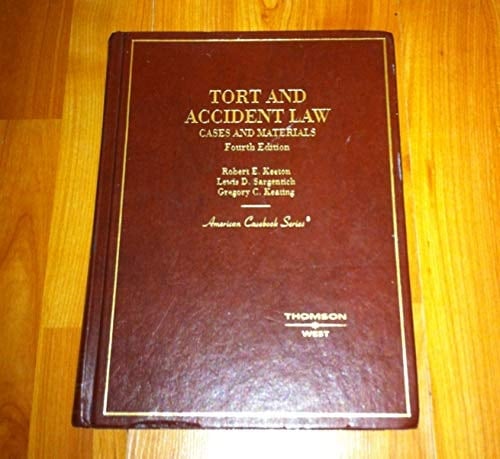 TORT AND
ACCIDENT LAW
CASES AND MATERIALS
Fourth Edition
Robert E. Keeton
Lewis D. Sargentich
Gregory C. Keating
American Casebook Series®
THOMSON
WEST